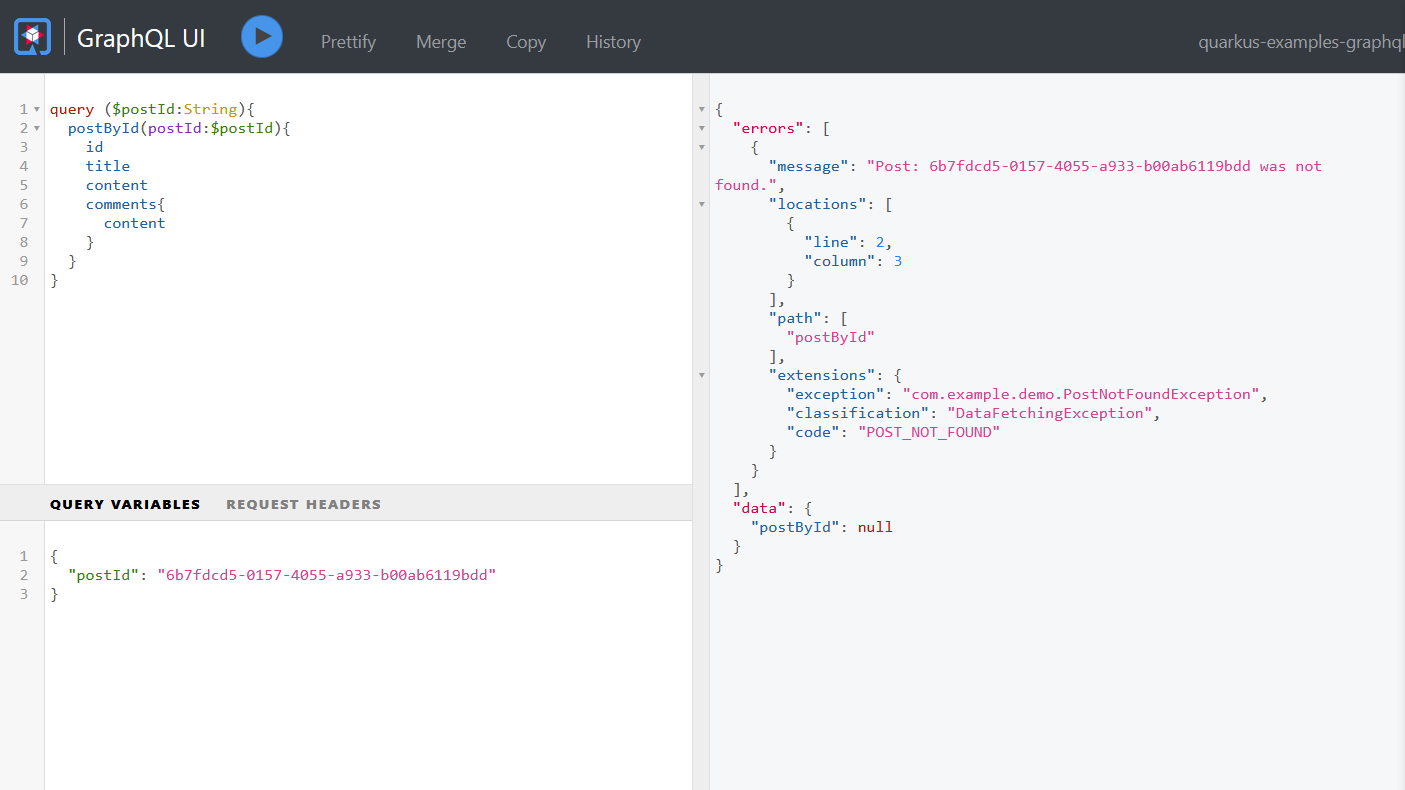 GraphQL UI
Prettify Merge Copy History
quarkus-examples-graphql
1 query ($postId:String){
2   postById(postId:$postId){
3     id
4     title
5     content
6     comments{
7       content
8     }
9   }
10 }
QUERY VARIABLES REQUEST HEADERS
1 {
2   "postId": "6b7fdcd5-0157-4055-a933-b00ab6119bdd"
3 }
{
  "errors": [
    {
      "message": "Post: 6b7fdcd5-0157-4055-a933-b00ab6119bdd was not
found.",
      "locations": [
        {
          "line": 2,
          "column": 3
        }
      ],
      "path": [
        "postById"
      ],
      "extensions": {
        "exception": "com.example.demo.PostNotFoundException",
        "classification": "DataFetchingException",
        "code": "POST_NOT_FOUND"
      }
    }
  ],
  "data": {
    "postById": null
  }
}